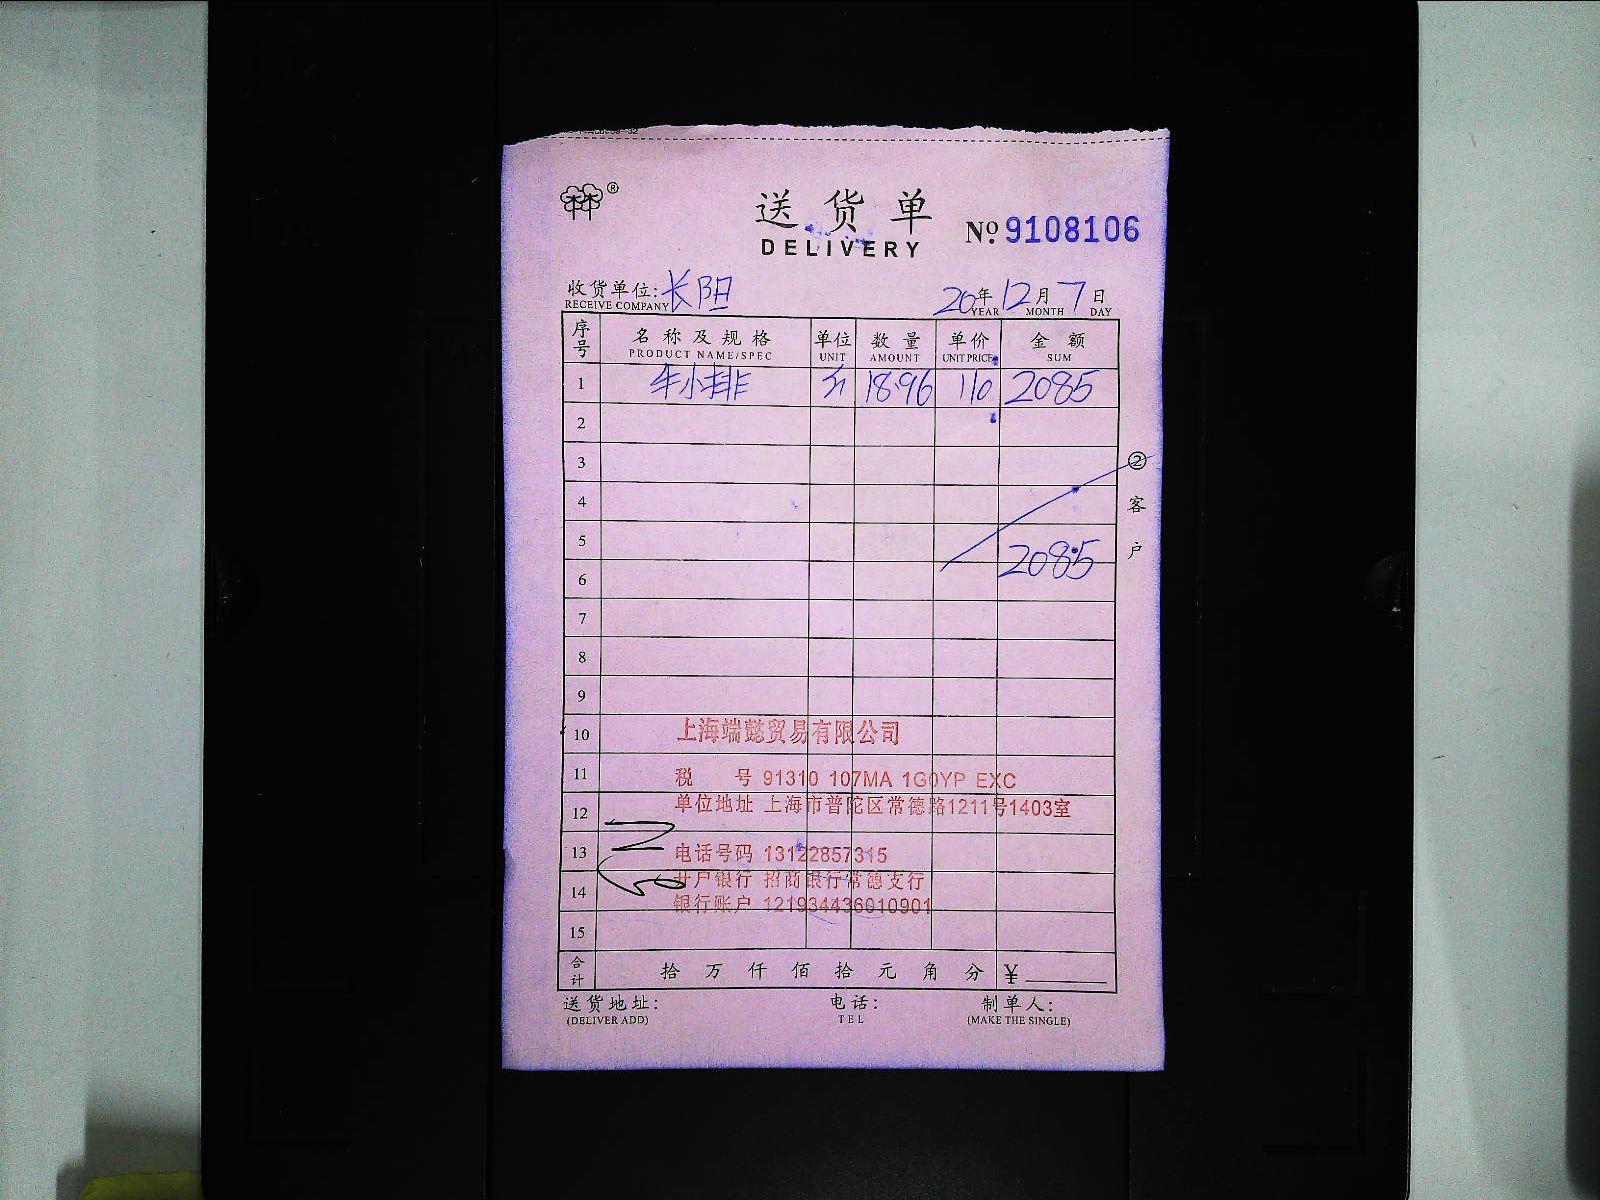 送货单
DELIVERY
№ 9108106
收货单位: 长阳 20年12月7日
RECEIVE COMPANY YEAR MONTH DAY
序号 名称及规格 单位 数量 单价 金额
PRODUCT NAME/SPEC UNIT AMOUNT UNIT PRICE SUM
1 牛小排 斤 18.96 110 2085
2
3
4
5
2085
6
7
8
9
10
上海端懿贸易有限公司
11
税 号 91310 107MA 1G0YP EXC
12
单位地址 上海市普陀区常德路1211号1403室
13
电话号码 13122857315
14
开户银行 招商银行常德支行
银行账户 121934436010901
15
合计 拾 万 仟 佰 拾 元 角 分 ¥
送货地址: 电话: 制单人:
(DELIVER ADD) TEL (MAKE THE SINGLE)
②客户